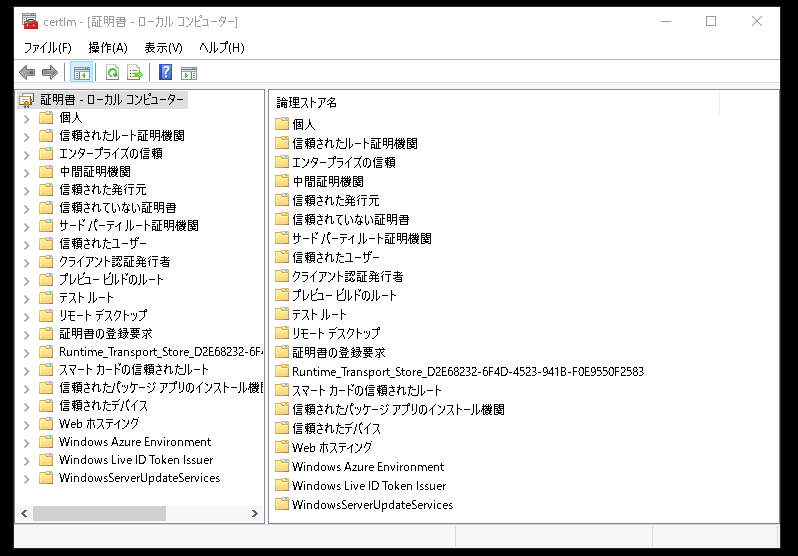 certlm - [証明書 - ローカル コンピューター]
ファイル(F) 操作(A) 表示(V) ヘルプ(H)
証明書 - ローカル コンピューター
個人
信頼されたルート証明機関
エンタープライズの信頼
中間証明機関
信頼された発行元
信頼されていない証明書
サード パーティ ルート証明機関
信頼されたユーザー
クライアント認証発行者
プレビュー ビルドのルート
テスト ルート
リモート デスクトップ
証明書の登録要求
Runtime_Transport_Store_D2E68232-6F4
スマート カードの信頼されたルート
信頼されたパッケージ アプリのインストール機関
信頼されたデバイス
Web ホスティング
Windows Azure Environment
Windows Live ID Token Issuer
WindowsServerUpdateServices
論理ストア名
個人
信頼されたルート証明機関
エンタープライズの信頼
中間証明機関
信頼された発行元
信頼されていない証明書
サード パーティ ルート証明機関
信頼されたユーザー
クライアント認証発行者
プレビュー ビルドのルート
テスト ルート
リモート デスクトップ
証明書の登録要求
Runtime_Transport_Store_D2E68232-6F4D-4523-941B-F0E9550F2583
スマート カードの信頼されたルート
信頼されたパッケージ アプリのインストール機関
信頼されたデバイス
Web ホスティング
Windows Azure Environment
Windows Live ID Token Issuer
WindowsServerUpdateServices